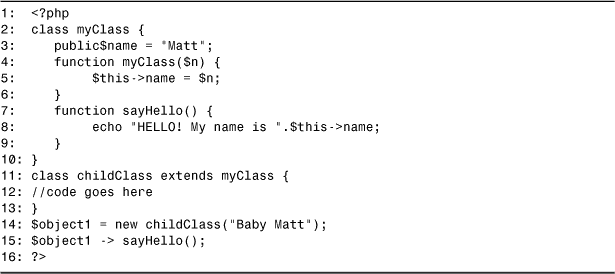 1: <?php
2: class myClass {
3: public$name = "Matt";
4: function myClass($n) {
5: $this->name = $n;
6: }
7: function sayHello() {
8: echo "HELLO! My name is ".$this->name;
9: }
10: }
11: class childClass extends myClass {
12: //code goes here
13: }
14: $object1 = new childClass("Baby Matt");
15: $object1 -> sayHello();
16: ?>